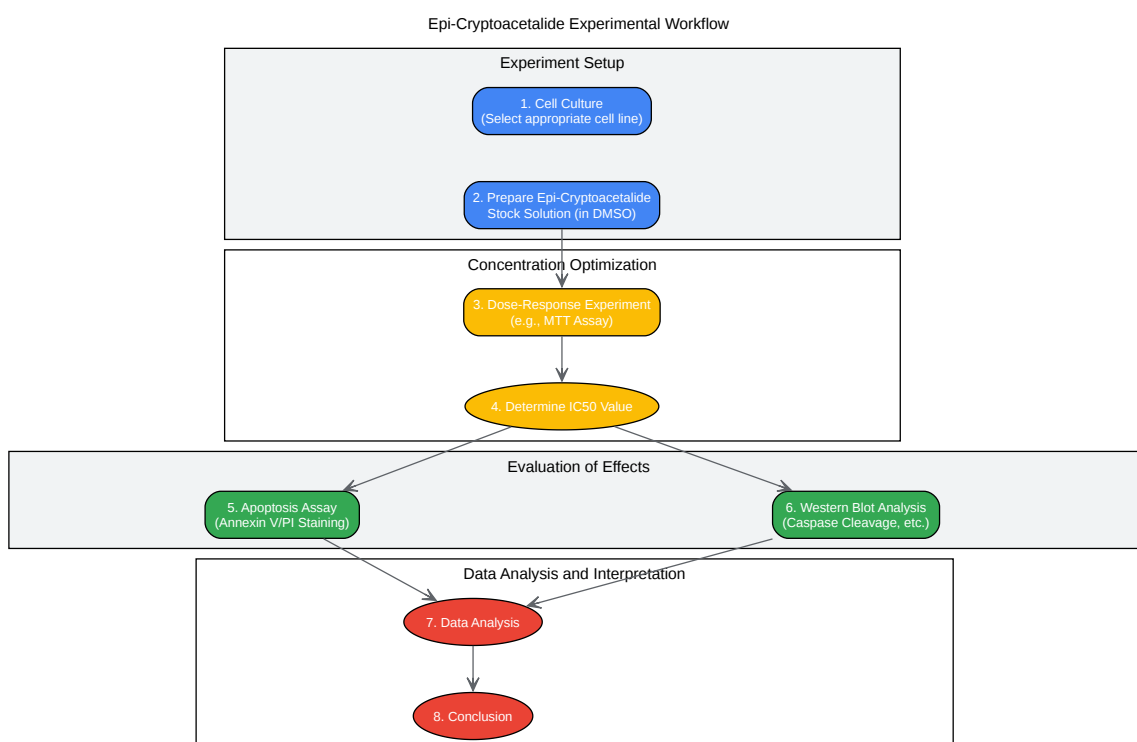 Epi-Cryptoacetalide Experimental Workflow
Experiment Setup
1. Cell Culture
(Select appropriate cell line)
2. Prepare Epi-Cryptoacetalide
Stock Solution (in DMSO)
Concentration Optimization
3. Dose-Response Experiment
(e.g., MTT Assay)
4. Determine IC50 Value
Evaluation of Effects
5. Apoptosis Assay
(Annexin V/PI Staining)
6. Western Blot Analysis
(Caspase Cleavage, etc.)
Data Analysis and Interpretation
7. Data Analysis
8. Conclusion